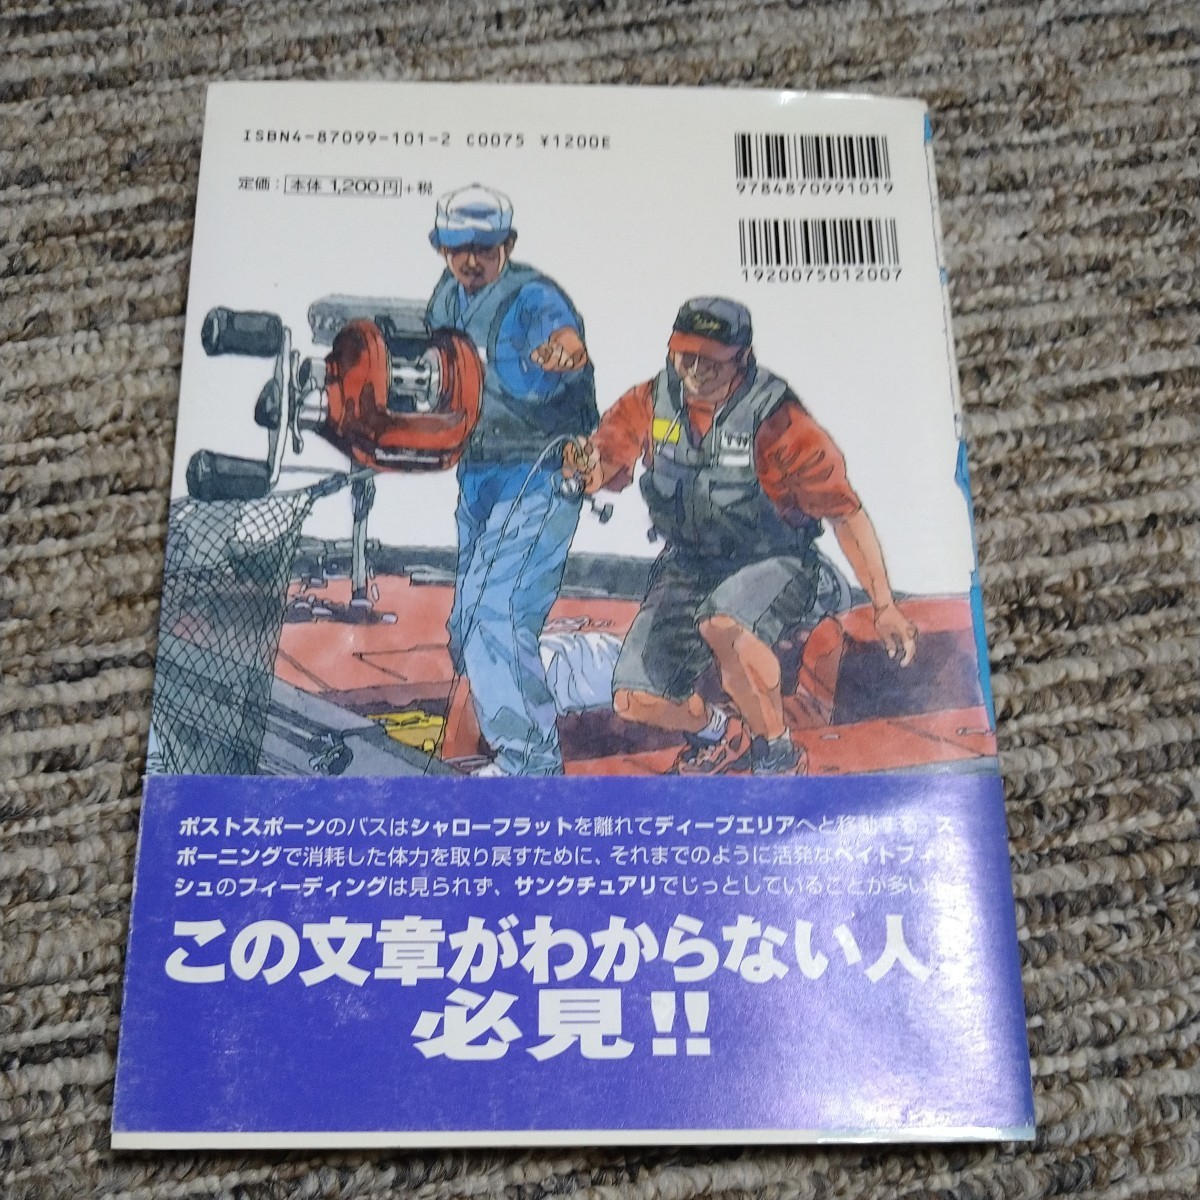 ISBN4-87099-101-2 C0075 ¥1200E
定価：本体 1,200円+税
9784870991019
1920075012007
ポストスポーンのバスはシャローフラットを離れてディープエリアへと移動する。ス
ポーニングで消耗した体力を取り戻すために、それまでのように活発なベイトフィッ
シュのフィーディングは見られず、サンクチュアリでじっとしていることが多い
この文章がわからない人
必見!!